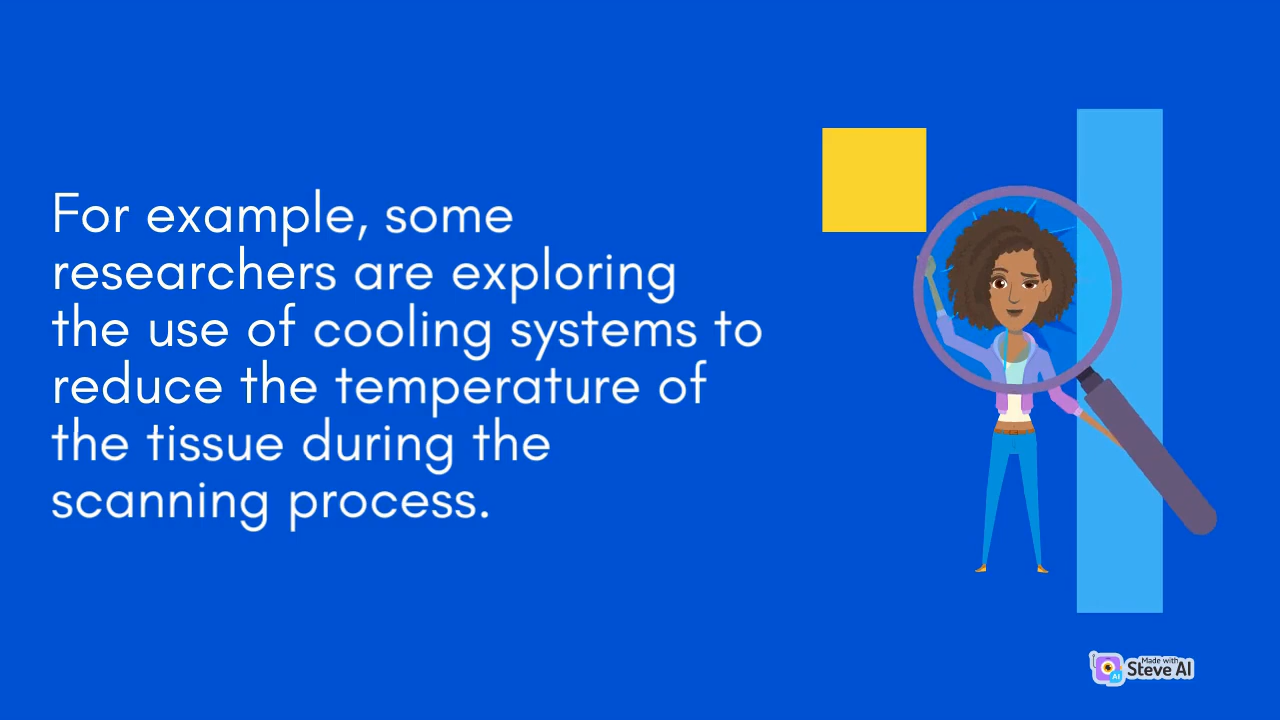 For example, some
researchers are exploring
the use of cooling systems to
reduce the temperature of
the tissue during the
scanning process.
Made with
Steve AI
AI